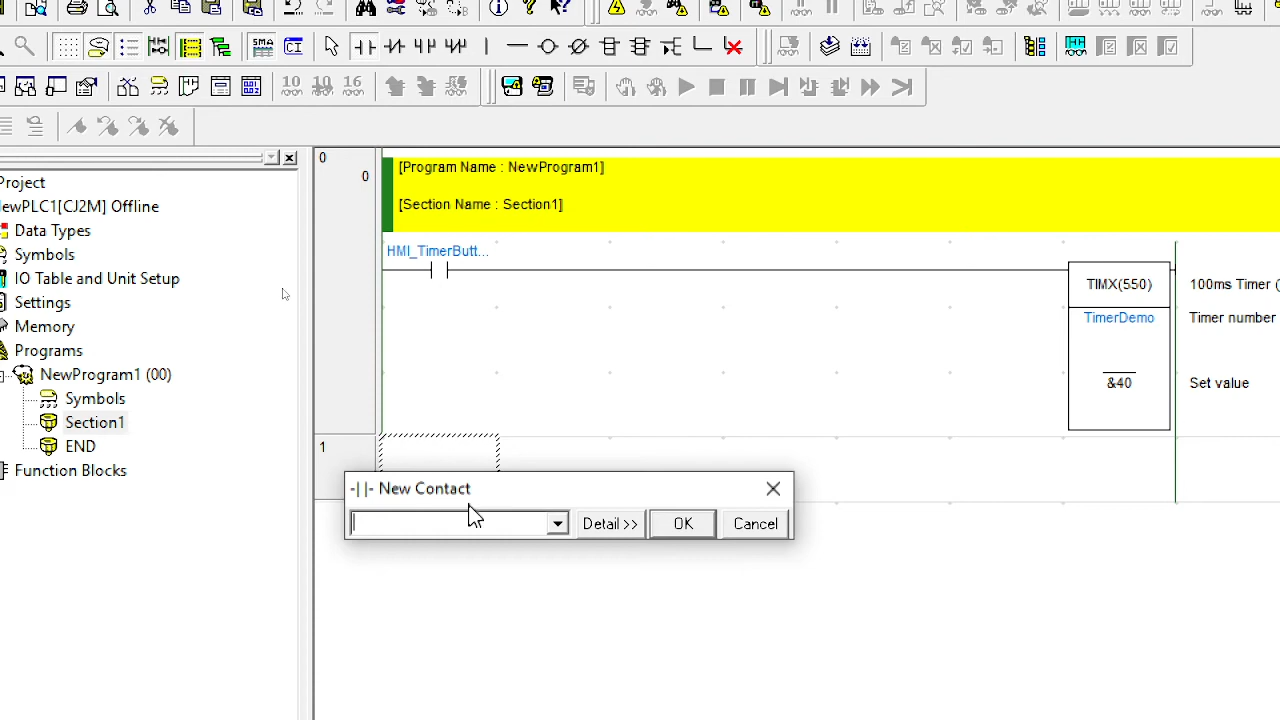 10 10 16
Project
ewPLC1[CJ2M] Offline
Data Types
Symbols
IO Table and Unit Setup
Settings
Memory
Programs
NewProgram1 (00)
Symbols
Section1
END
Function Blocks
0
0
[Program Name : NewProgram1]
[Section Name : Section1]
HMI_TimerButt...
TIMX(550)
100ms Timer (
TimerDemo
Timer number
&40
Set value
1
-||- New Contact
Detail >>
OK
Cancel